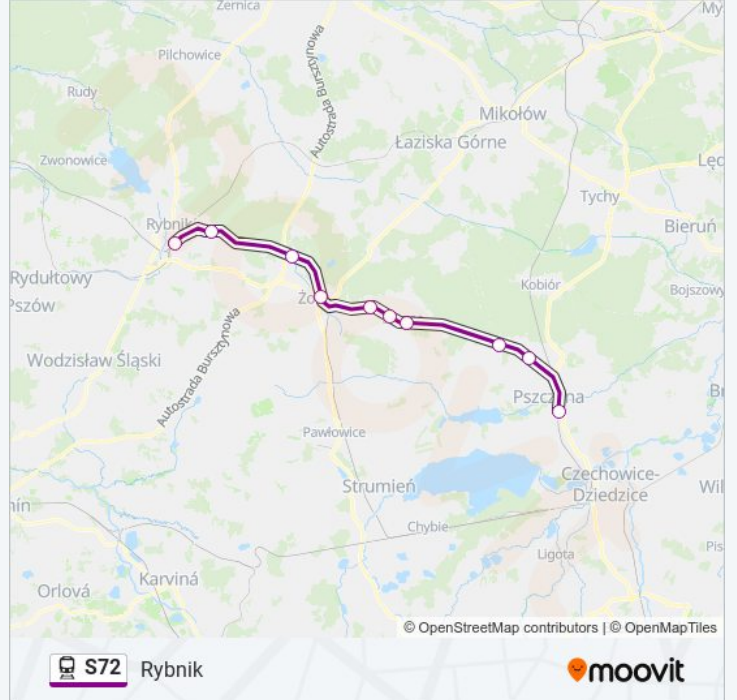 Żernica
My
Pilchowice
Autostrada Bursztynowa
Rudy
Mikołów
Łaziska Górne
Zwonowice
Lęd
Tychy
Rybnik
Bieruń
Rydułtowy
Pszów
Kobiór
Bojszowy
Żo
Wodzisław Śląski
Autostrada Bursztynowa
Pszczyna
Br
Pawłowice
Czechowice-
Dziedzice
Strumień
Wil
Chybie
Ligota
Pis
Karviná
Orlová
© OpenStreetMap contributors | © OpenMapTiles
S72 Rybnik
moovit